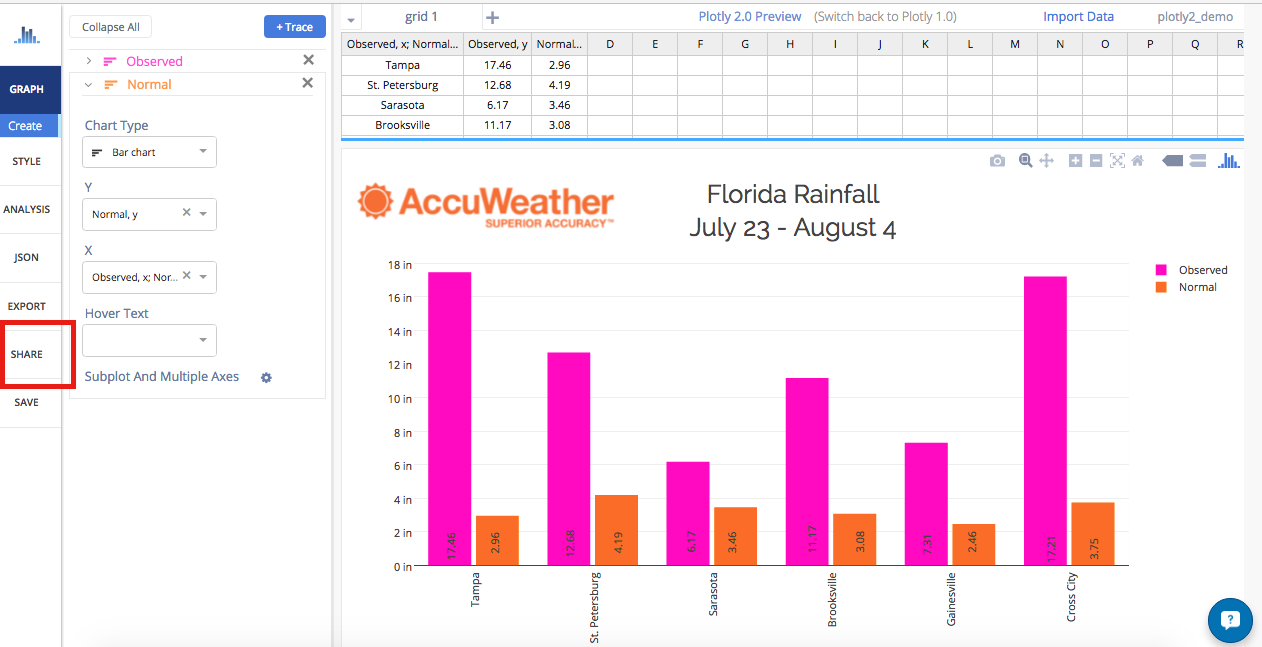 Collapse All
+ Trace
Observed
Normal
GRAPH
Create
STYLE
ANALYSIS
JSON
EXPORT
SHARE
SAVE
Chart Type
Bar chart
Y
Normal, y
X
Observed, x; Nor...
Hover Text
Subplot And Multiple Axes
grid 1
Plotly 2.0 Preview (Switch back to Plotly 1.0) Import Data plotly2_demo
Observed, x; Normal... Observed, y Normal... D E F G H I J K L M N O P Q R
Tampa 17.46 2.96
St. Petersburg 12.68 4.19
Sarasota 6.17 3.46
Brooksville 11.17 3.08
AccuWeather
SUPERIOR ACCURACY™
Florida Rainfall
July 23 - August 4
Observed
Normal
18 in
16 in
14 in
12 in
10 in
8 in
6 in
4 in
2 in
0 in
17.46 2.96 12.68 4.19 6.17 3.46 11.17 3.08 7.31 2.46 17.21 3.75
Tampa St. Petersburg Sarasota Brooksville Gainesville Cross City
?